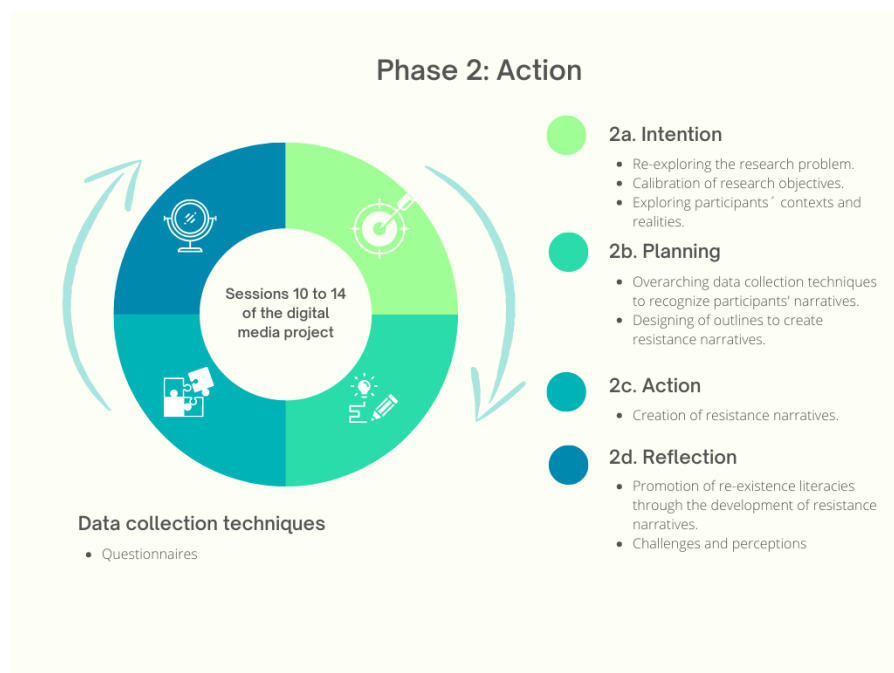 Phase 2: Action
Sessions 10 to 14
of the digital
media project
2a. Intention
Re-exploring the research problem.
Calibration of research objectives.
Exploring participants´ contexts and
realities.
2b. Planning
Overarching data collection techniques
to recognize participants' narratives.
Designing of outlines to create
resistance narratives.
2c. Action
Creation of resistance narratives.
2d. Reflection
Promotion of re-existence literacies
through the development of resistance
narratives.
Challenges and perceptions
Data collection techniques
Questionnaires